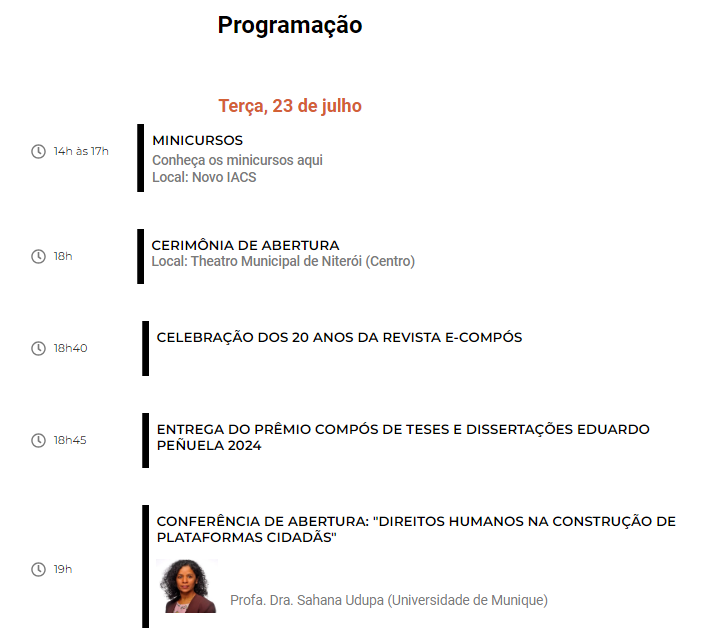 Programação
Terça, 23 de julho
14h às 17h
MINICURSOS
Conheça os minicursos aqui
Local: Novo IACS
18h
CERIMÔNIA DE ABERTURA
Local: Theatro Municipal de Niterói (Centro)
18h40
CELEBRAÇÃO DOS 20 ANOS DA REVISTA E-COMPÓS
18h45
ENTREGA DO PRÊMIO COMPÓS DE TESES E DISSERTAÇÕES EDUARDO
PEÑUELA 2024
19h
CONFERÊNCIA DE ABERTURA: "DIREITOS HUMANOS NA CONSTRUÇÃO DE
PLATAFORMAS CIDADÃS"
Profa. Dra. Sahana Udupa (Universidade de Munique)